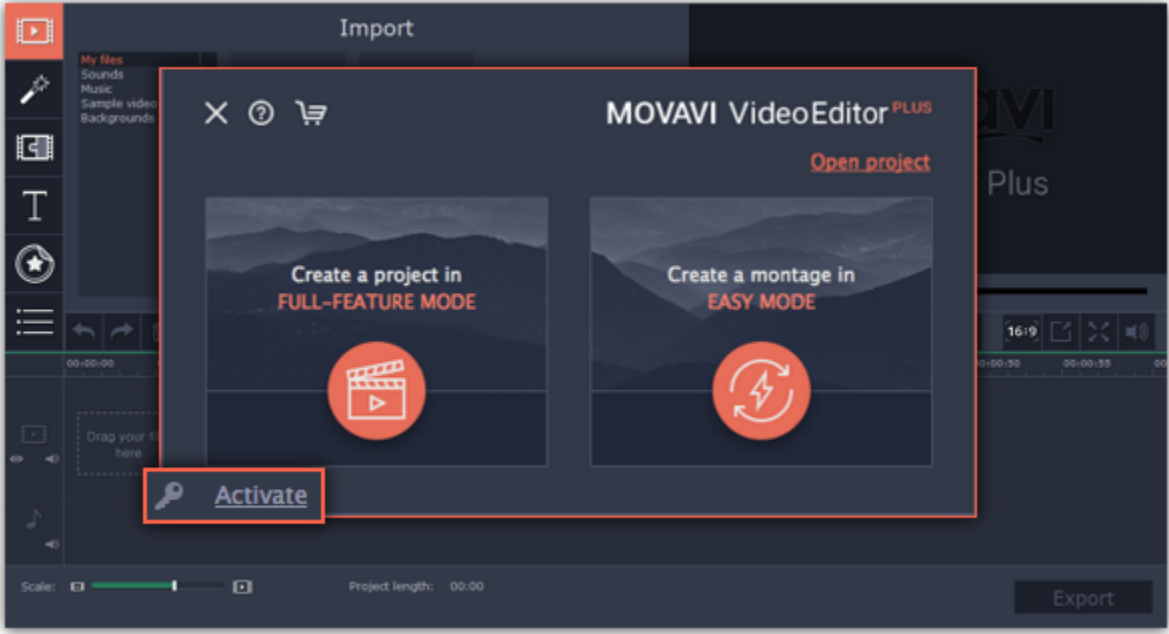 Import
My files
Sounds
Music
Sample video
Backgrounds
MOVAVI VideoEditor PLUS
Open project
Plus
Create a project in
FULL-FEATURE MODE
Create a montage in
EASY MODE
16:9
00:00:00
00:00:50
00:00:55
Drag your
here
Activate
Scale:
Project length: 00:00
Export